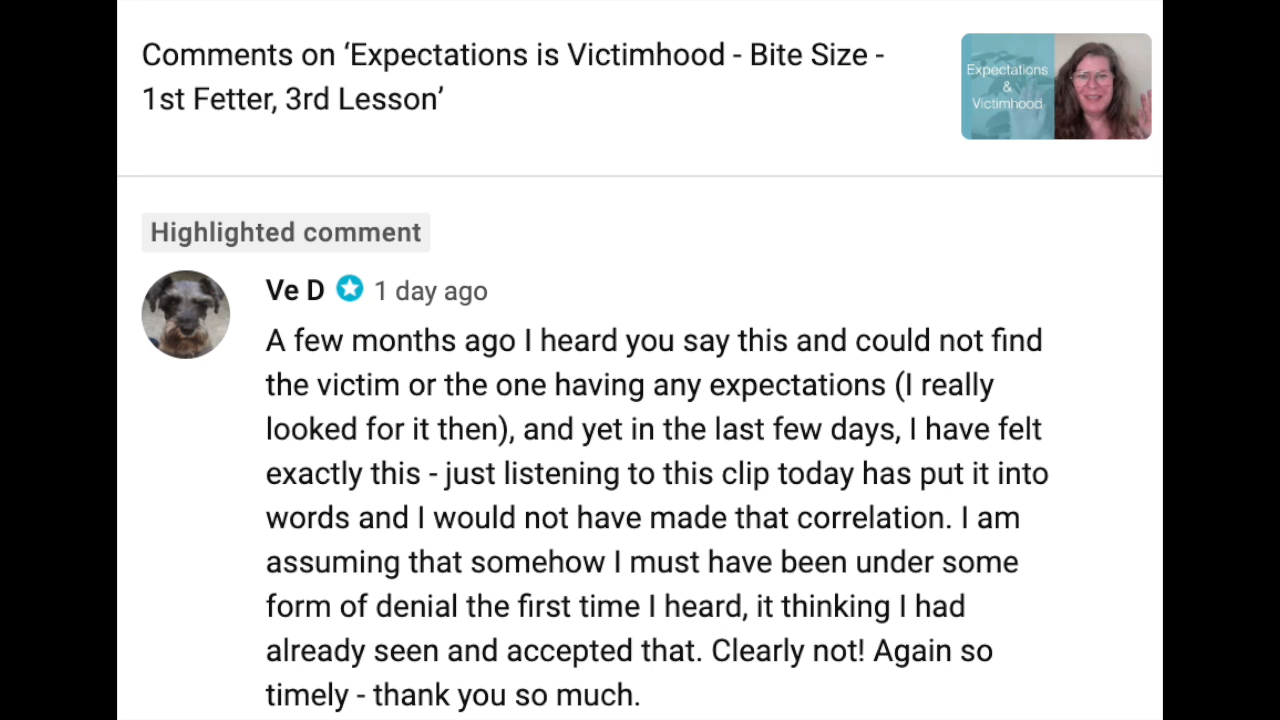 Comments on ‘Expectations is Victimhood - Bite Size -
1st Fetter, 3rd Lesson’
Expectations
&
Victimhood
Highlighted comment
Ve D 1 day ago
A few months ago I heard you say this and could not find
the victim or the one having any expectations (I really
looked for it then), and yet in the last few days, I have felt
exactly this - just listening to this clip today has put it into
words and I would not have made that correlation. I am
assuming that somehow I must have been under some
form of denial the first time I heard, it thinking I had
already seen and accepted that. Clearly not! Again so
timely - thank you so much.